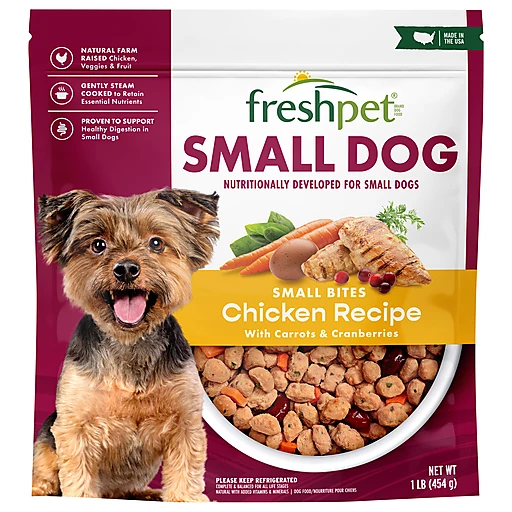 NATURAL FARM
RAISED Chicken,
Veggies & Fruit
GENTLY STEAM
COOKED to Retain
Essential Nutrients
PROVEN TO SUPPORT
Healthy Digestion in
Small Dogs
MADE IN
THE USA
freshpet®
BRAND
DOG
FOOD
SMALL DOG
NUTRITIONALLY DEVELOPED FOR SMALL DOGS
SMALL BITES
Chicken Recipe
With Carrots & Cranberries
PLEASE KEEP REFRIGERATED
COMPLETE & BALANCED FOR ALL LIFE STAGES
NATURAL WITH ADDED VITAMINS & MINERALS | DOG FOOD/NOURRITURE POUR CHIENS
NET WT
1 LB (454 g)